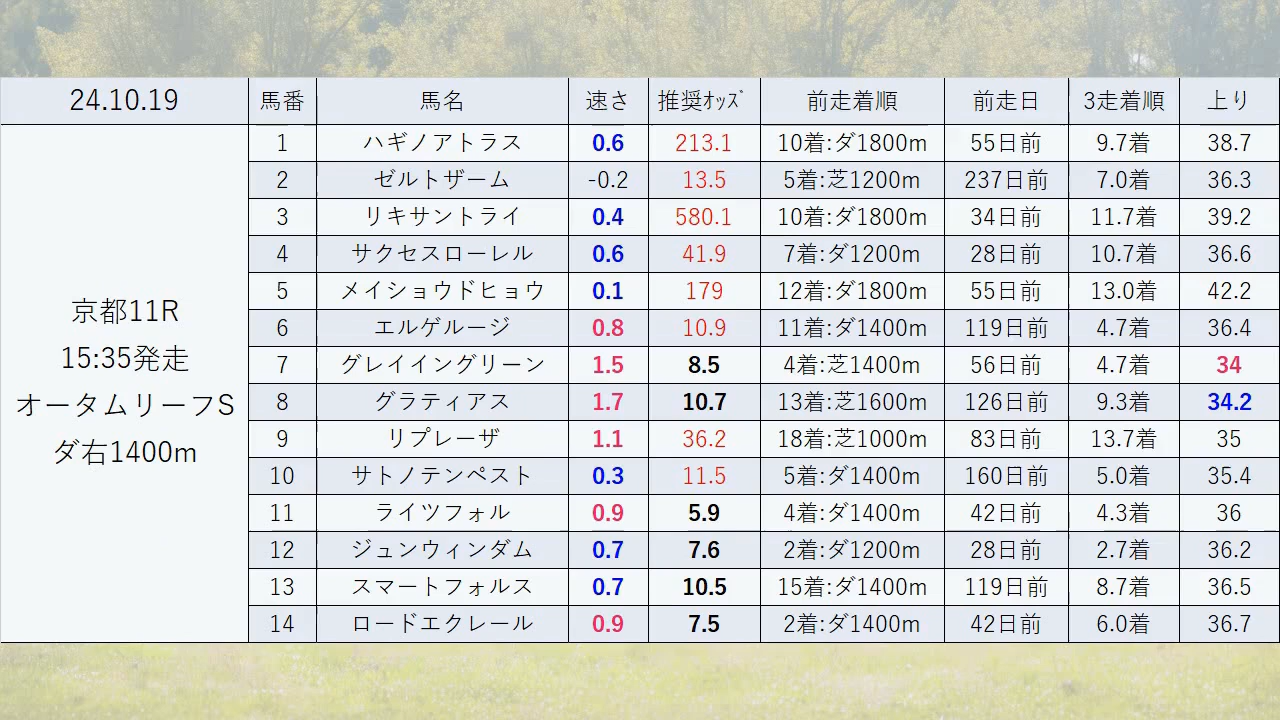 24.10.19 馬番 馬名 速さ 推奨ｵｯｽﾞ 前走着順 前走日 3走着順 上り
京都11R
15:35発走
オータムリーフS
ダ右1400m
1 ハギノアトラス 0.6 213.1 10着:ダ1800m 55日前 9.7着 38.7
2 ゼルトザーム -0.2 13.5 5着:芝1200m 237日前 7.0着 36.3
3 リキサントライ 0.4 580.1 10着:ダ1800m 34日前 11.7着 39.2
4 サクセスローレル 0.6 41.9 7着:ダ1200m 28日前 10.7着 36.6
5 メイショウドヒョウ 0.1 179 12着:ダ1800m 55日前 13.0着 42.2
6 エルゲルージ 0.8 10.9 11着:ダ1400m 119日前 4.7着 36.4
7 グレイイングリーン 1.5 8.5 4着:芝1400m 56日前 4.7着 34
8 グラティアス 1.7 10.7 13着:芝1600m 126日前 9.3着 34.2
9 リプレーザ 1.1 36.2 18着:芝1000m 83日前 13.7着 35
10 サトノテンペスト 0.3 11.5 5着:ダ1400m 160日前 5.0着 35.4
11 ライツフォル 0.9 5.9 4着:ダ1400m 42日前 4.3着 36
12 ジュンウィンダム 0.7 7.6 2着:ダ1200m 28日前 2.7着 36.2
13 スマートフォルス 0.7 10.5 15着:ダ1400m 119日前 8.7着 36.5
14 ロードエクレール 0.9 7.5 2着:ダ1400m 42日前 6.0着 36.7